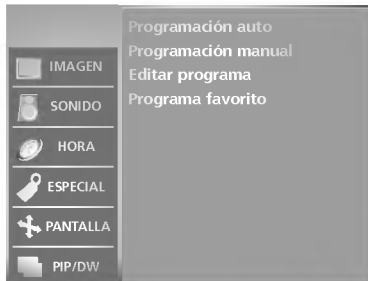 Programación auto
Programación manual
Editar programa
Programa favorito
IMAGEN
SONIDO
HORA
ESPECIAL
PANTALLA
PIP/DW